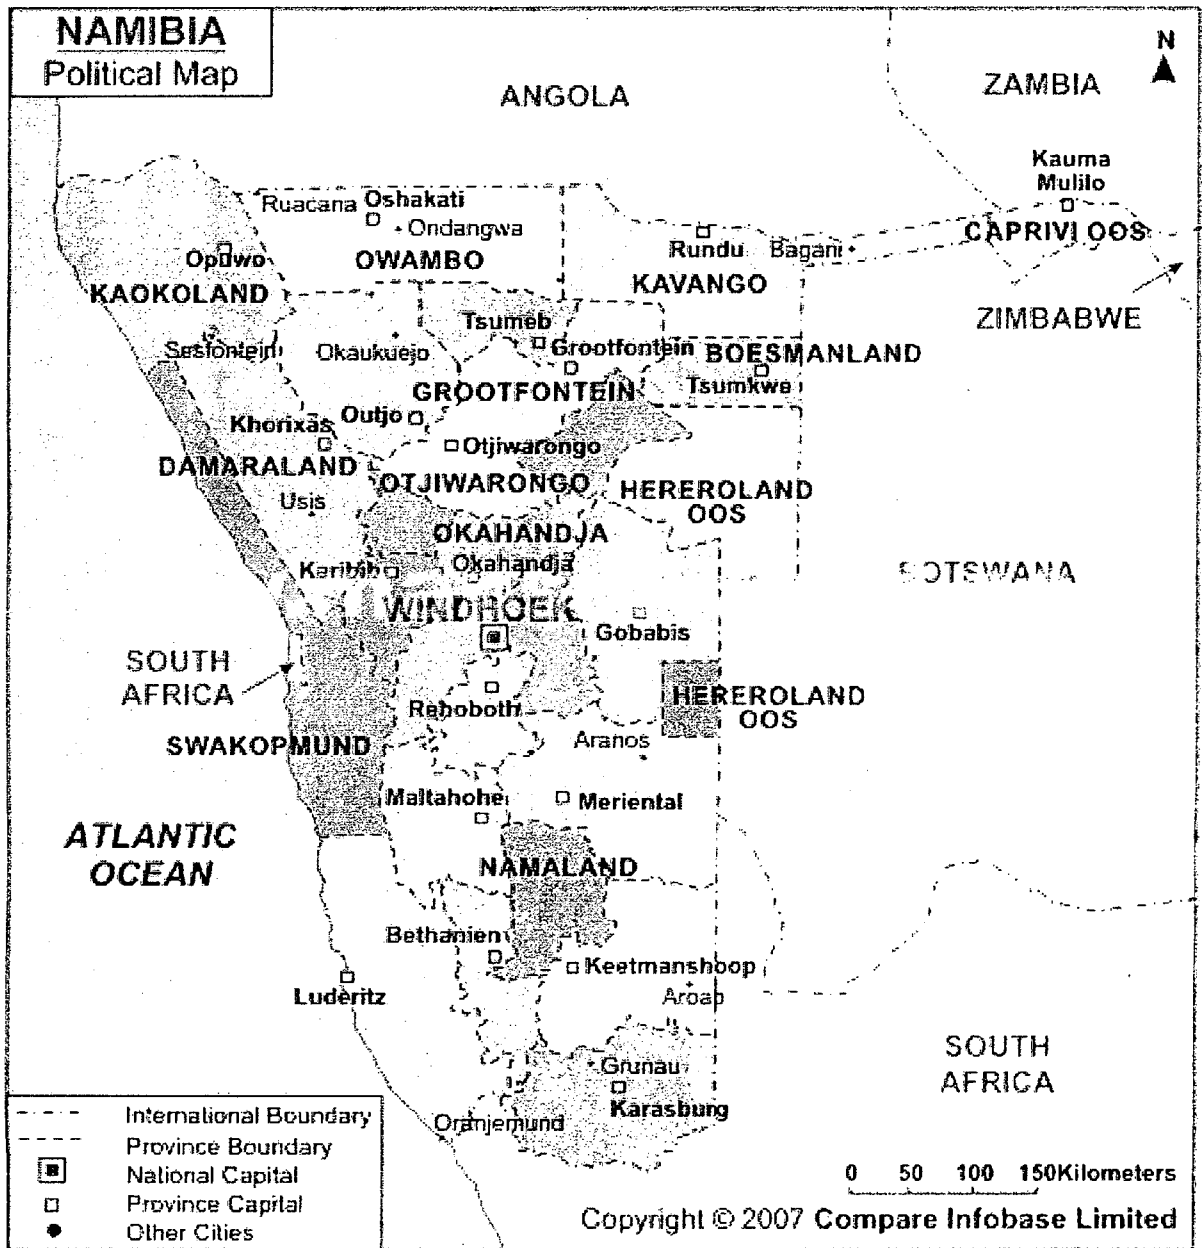 NAMIBIA
Political Map
N
ANGOLA
ZAMBIA
Kauma
Mulilo
CAPRIVI OOS
ZIMBABWE
Ruacana
Oshakati
Ondangwa
OWAMBO
Opuwo
KAOKOLAND
Rundu
Bagani
KAVANGO
Sesfontein
Okaukuejo
Tsumeb
Grootfontein
BOESMANLAND
Tsumkwe
GROOTFONTEIN
Khorixas
Outjo
Otjiwarongo
DAMARALAND
OTJIWARONGO
HEREROLAND
OOS
Usis
OKAHANDJA
Karibib
Okahandja
BOTSWANA
WINDHOEK
Gobabis
SOUTH
AFRICA
Rehoboth
HEREROLAND
OOS
SWAKOPMUND
Aranos
Maltahohe
Meriental
ATLANTIC
OCEAN
NAMALAND
Bethanien
Keetmanshoop
Luderitz
Aroab
SOUTH
AFRICA
Grunau
Karasburg
Oranjemund
International Boundary
Province Boundary
National Capital
Province Capital
Other Cities
0 50 100 150Kilometers
Copyright © 2007 Compare Infobase Limited